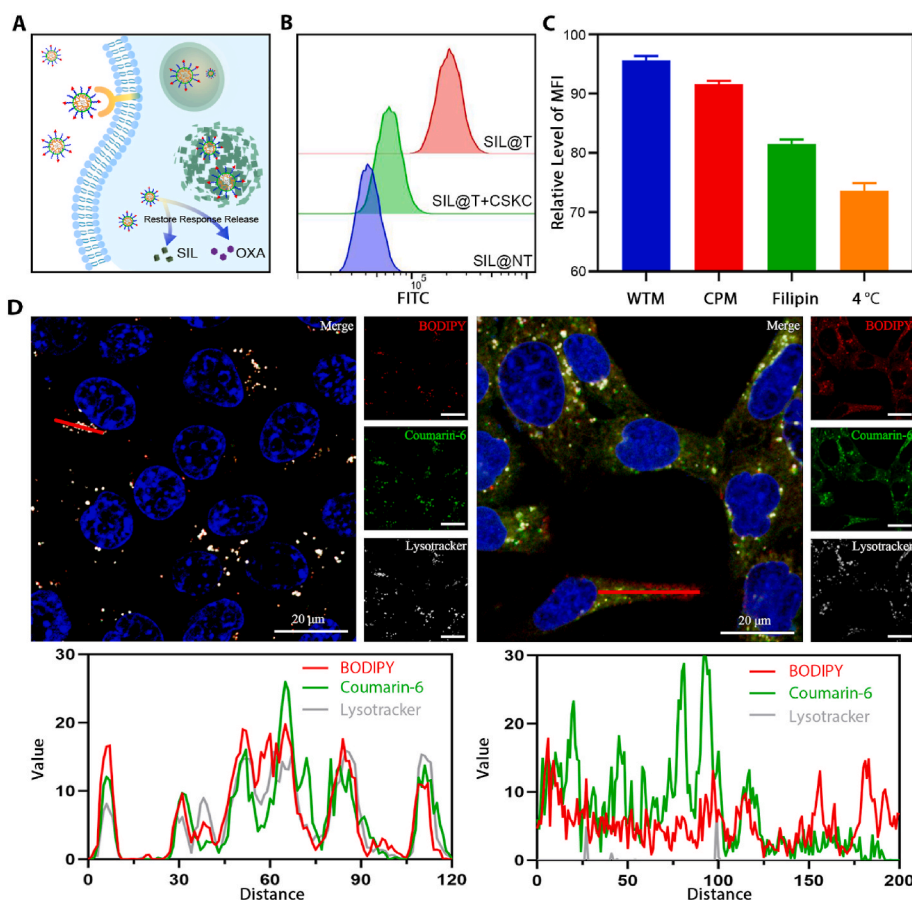 A
Restore Response Release
SIL
OXA
B
SIL@T
SIL@T+CSKC
SIL@NT
10⁵
FITC
C
Relative Level of MFI
100
90
80
70
60
WTM
CPM
Filipin
4 °C
D
Merge
20 μm
BODIPY
Coumarin-6
Lysotracker
Merge
20 μm
BODIPY
Coumarin-6
Lysotracker
Value
30
20
10
0
BODIPY
Coumarin-6
Lysotracker
0
30
60
90
120
Distance
Value
30
20
10
0
BODIPY
Coumarin-6
Lysotracker
0
50
100
150
200
Distance